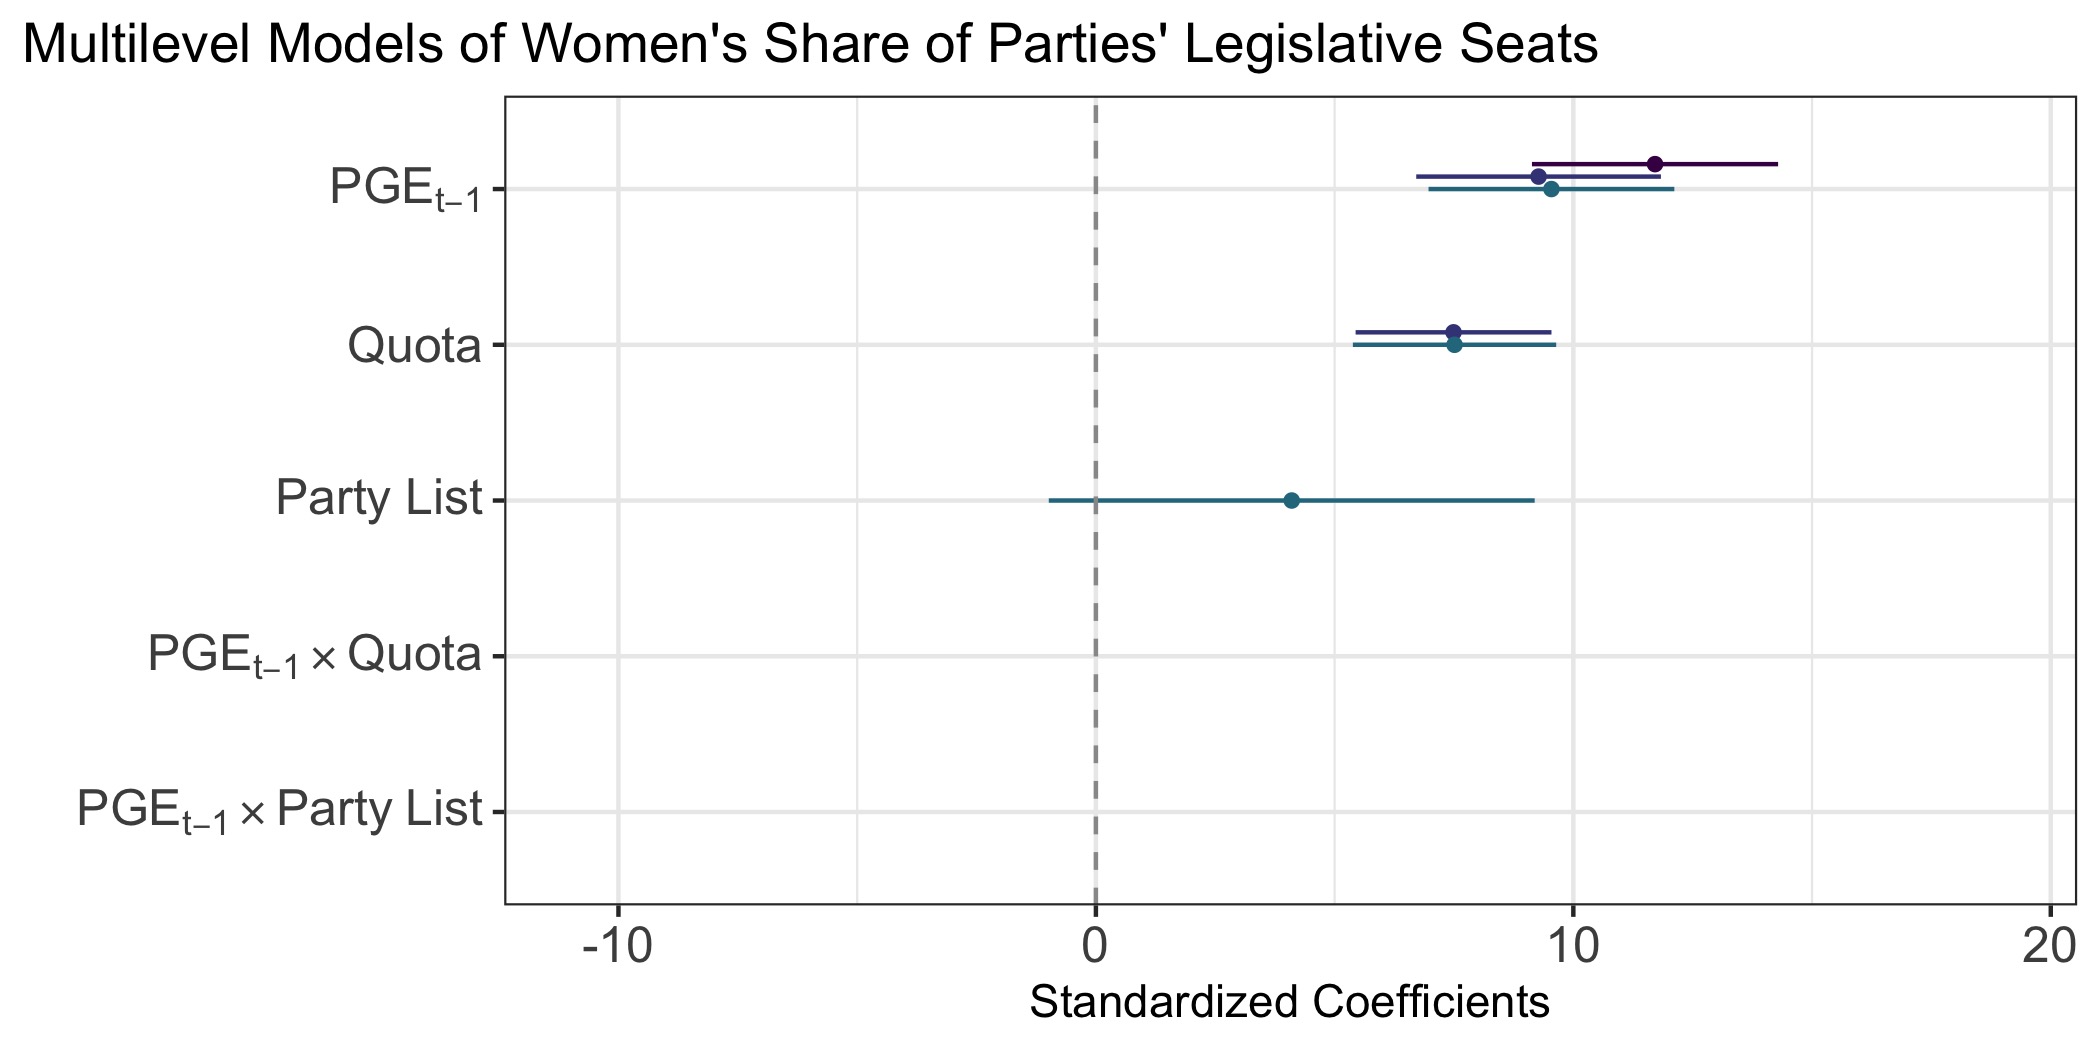 Multilevel Models of Women's Share of Parties' Legislative Seats
PGEt−1
Quota
Party List
PGEt−1 × Quota
PGEt−1 × Party List
-10 0 10 20
Standardized Coefficients